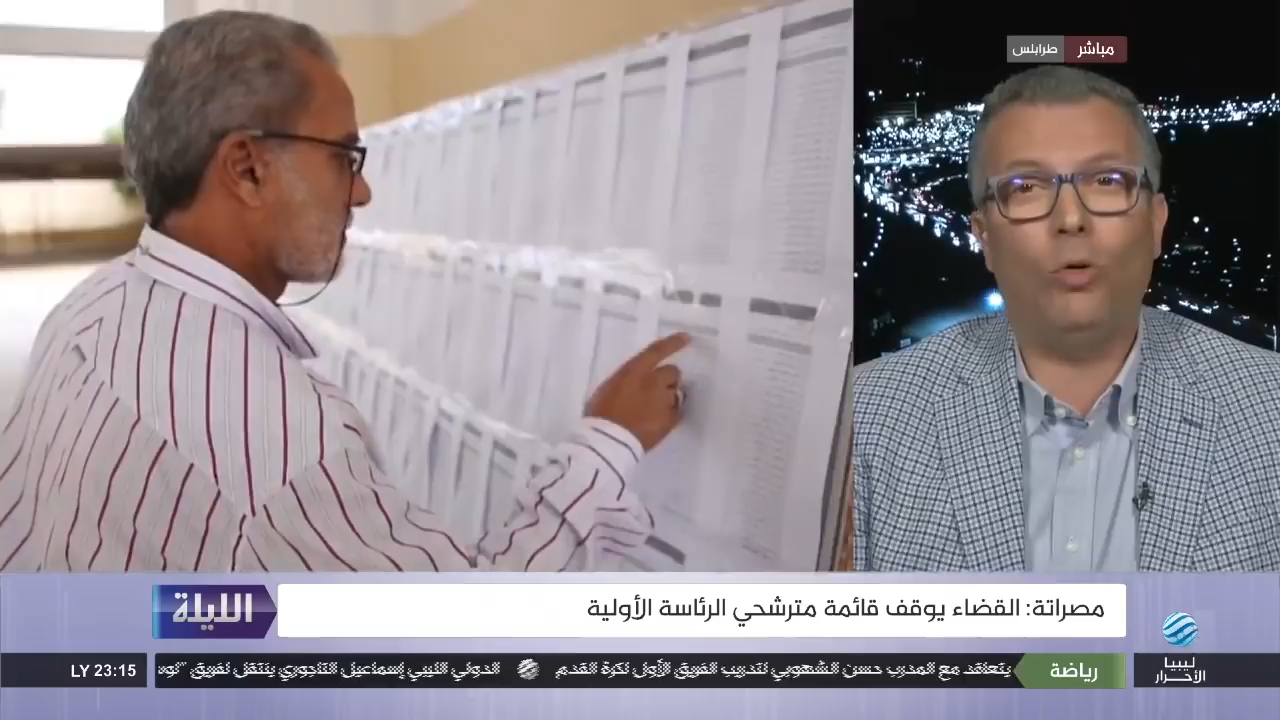 مباشر
طرابلس
الليلة
مصراتة: القضاء يوقف قائمة مترشحي الرئاسة الأولية
ليبيا
الأحرار
رياضة
يتعاقد مع المدرب حسن الشهوبي لتدريب الفريق الأول لكرة القدم
الدولي الليبي إسماعيل التاجوري ينتقل لفريق
LY 23:15